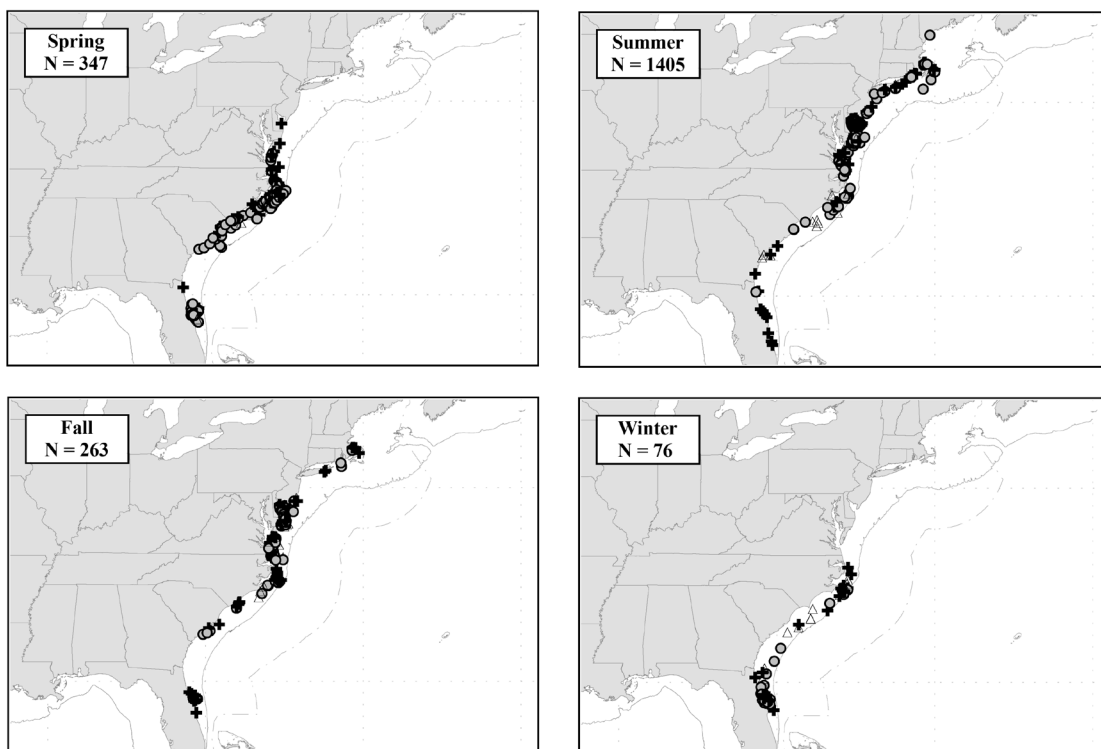 Spring
N = 347
Summer
N = 1405
Fall
N = 263
Winter
N = 76